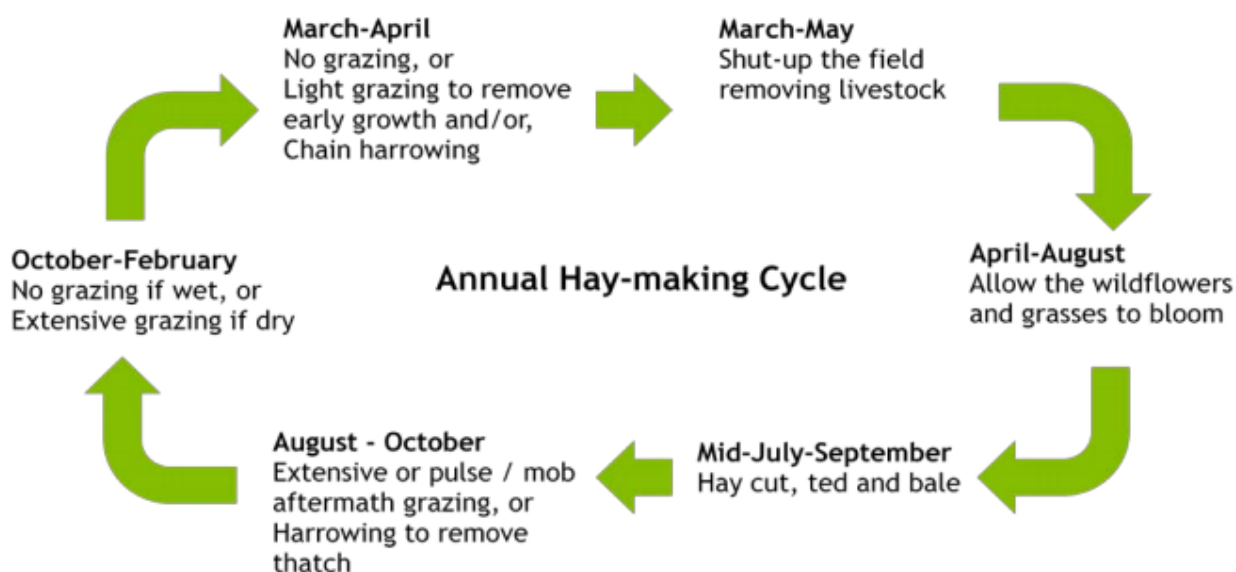 March-April
No grazing, or
Light grazing to remove
early growth and/or,
Chain harrowing
March-May
Shut-up the field
removing livestock
April-August
Allow the wildflowers
and grasses to bloom
Mid-July-September
Hay cut, ted and bale
August - October
Extensive or pulse / mob
aftermath grazing, or
Harrowing to remove
thatch
October-February
No grazing if wet, or
Extensive grazing if dry
Annual Hay-making Cycle